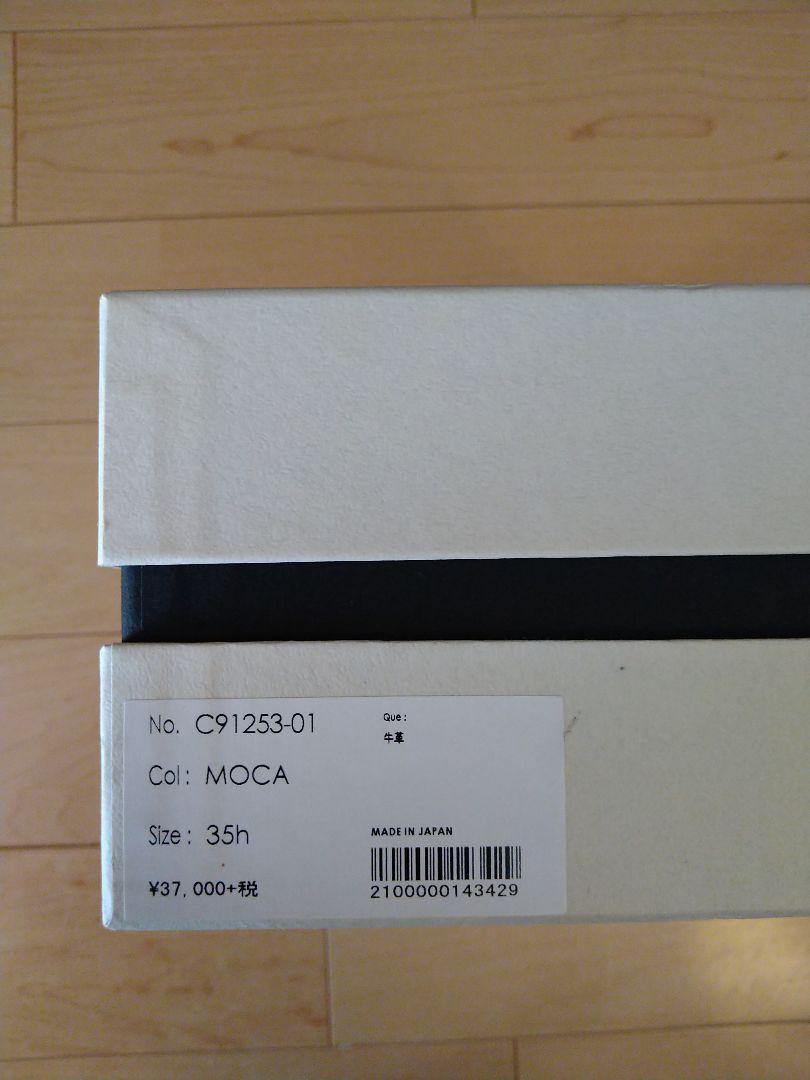 No. C91253-01
Que :
牛革
Col : MOCA
Size : 35h
MADE IN JAPAN
¥37,000+税
2100000143429